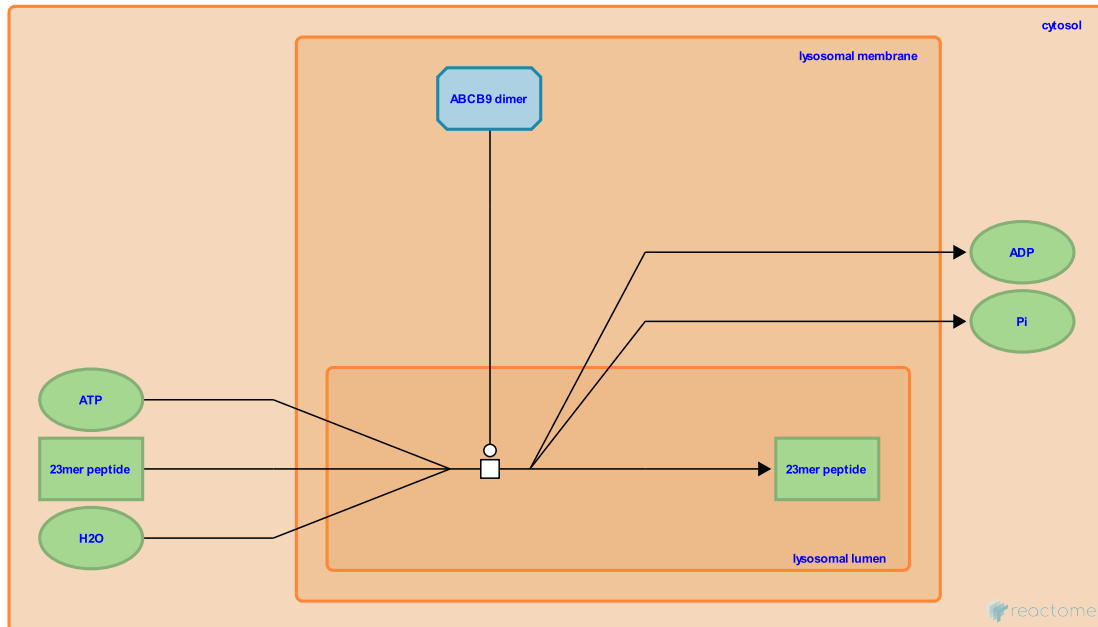 cytosol
lysosomal membrane
ABCB9 dimer
ADP
Pi
ATP
23mer peptide
23mer peptide
H2O
lysosomal lumen
reactome